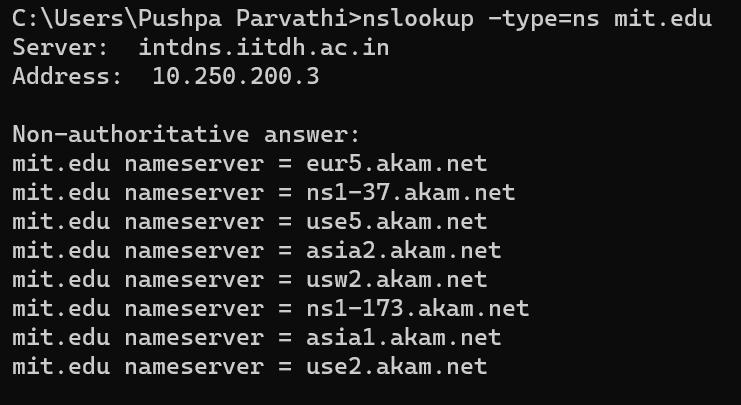 C:\Users\Pushpa Parvathi>nslookup -type=ns mit.edu
Server:  intdns.iitdh.ac.in
Address:  10.250.200.3

Non-authoritative answer:
mit.edu nameserver = eur5.akam.net
mit.edu nameserver = ns1-37.akam.net
mit.edu nameserver = use5.akam.net
mit.edu nameserver = asia2.akam.net
mit.edu nameserver = usw2.akam.net
mit.edu nameserver = ns1-173.akam.net
mit.edu nameserver = asia1.akam.net
mit.edu nameserver = use2.akam.net